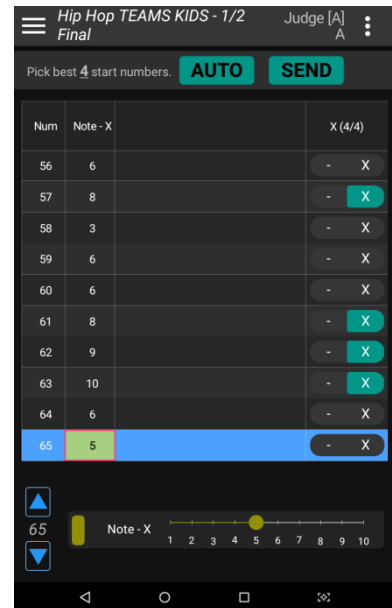 Hip Hop TEAMS KIDS - 1/2 Final
Judge [A] A
Pick best 4 start numbers. AUTO SEND
Num Note - X X (4/4)
56 6 - X
57 8 - X
58 3 - X
59 6 - X
60 6 - X
61 8 - X
62 9 - X
63 10 - X
64 6 - X
65 5 - X
65 Note - X
1 2 3 4 5 6 7 8 9 10